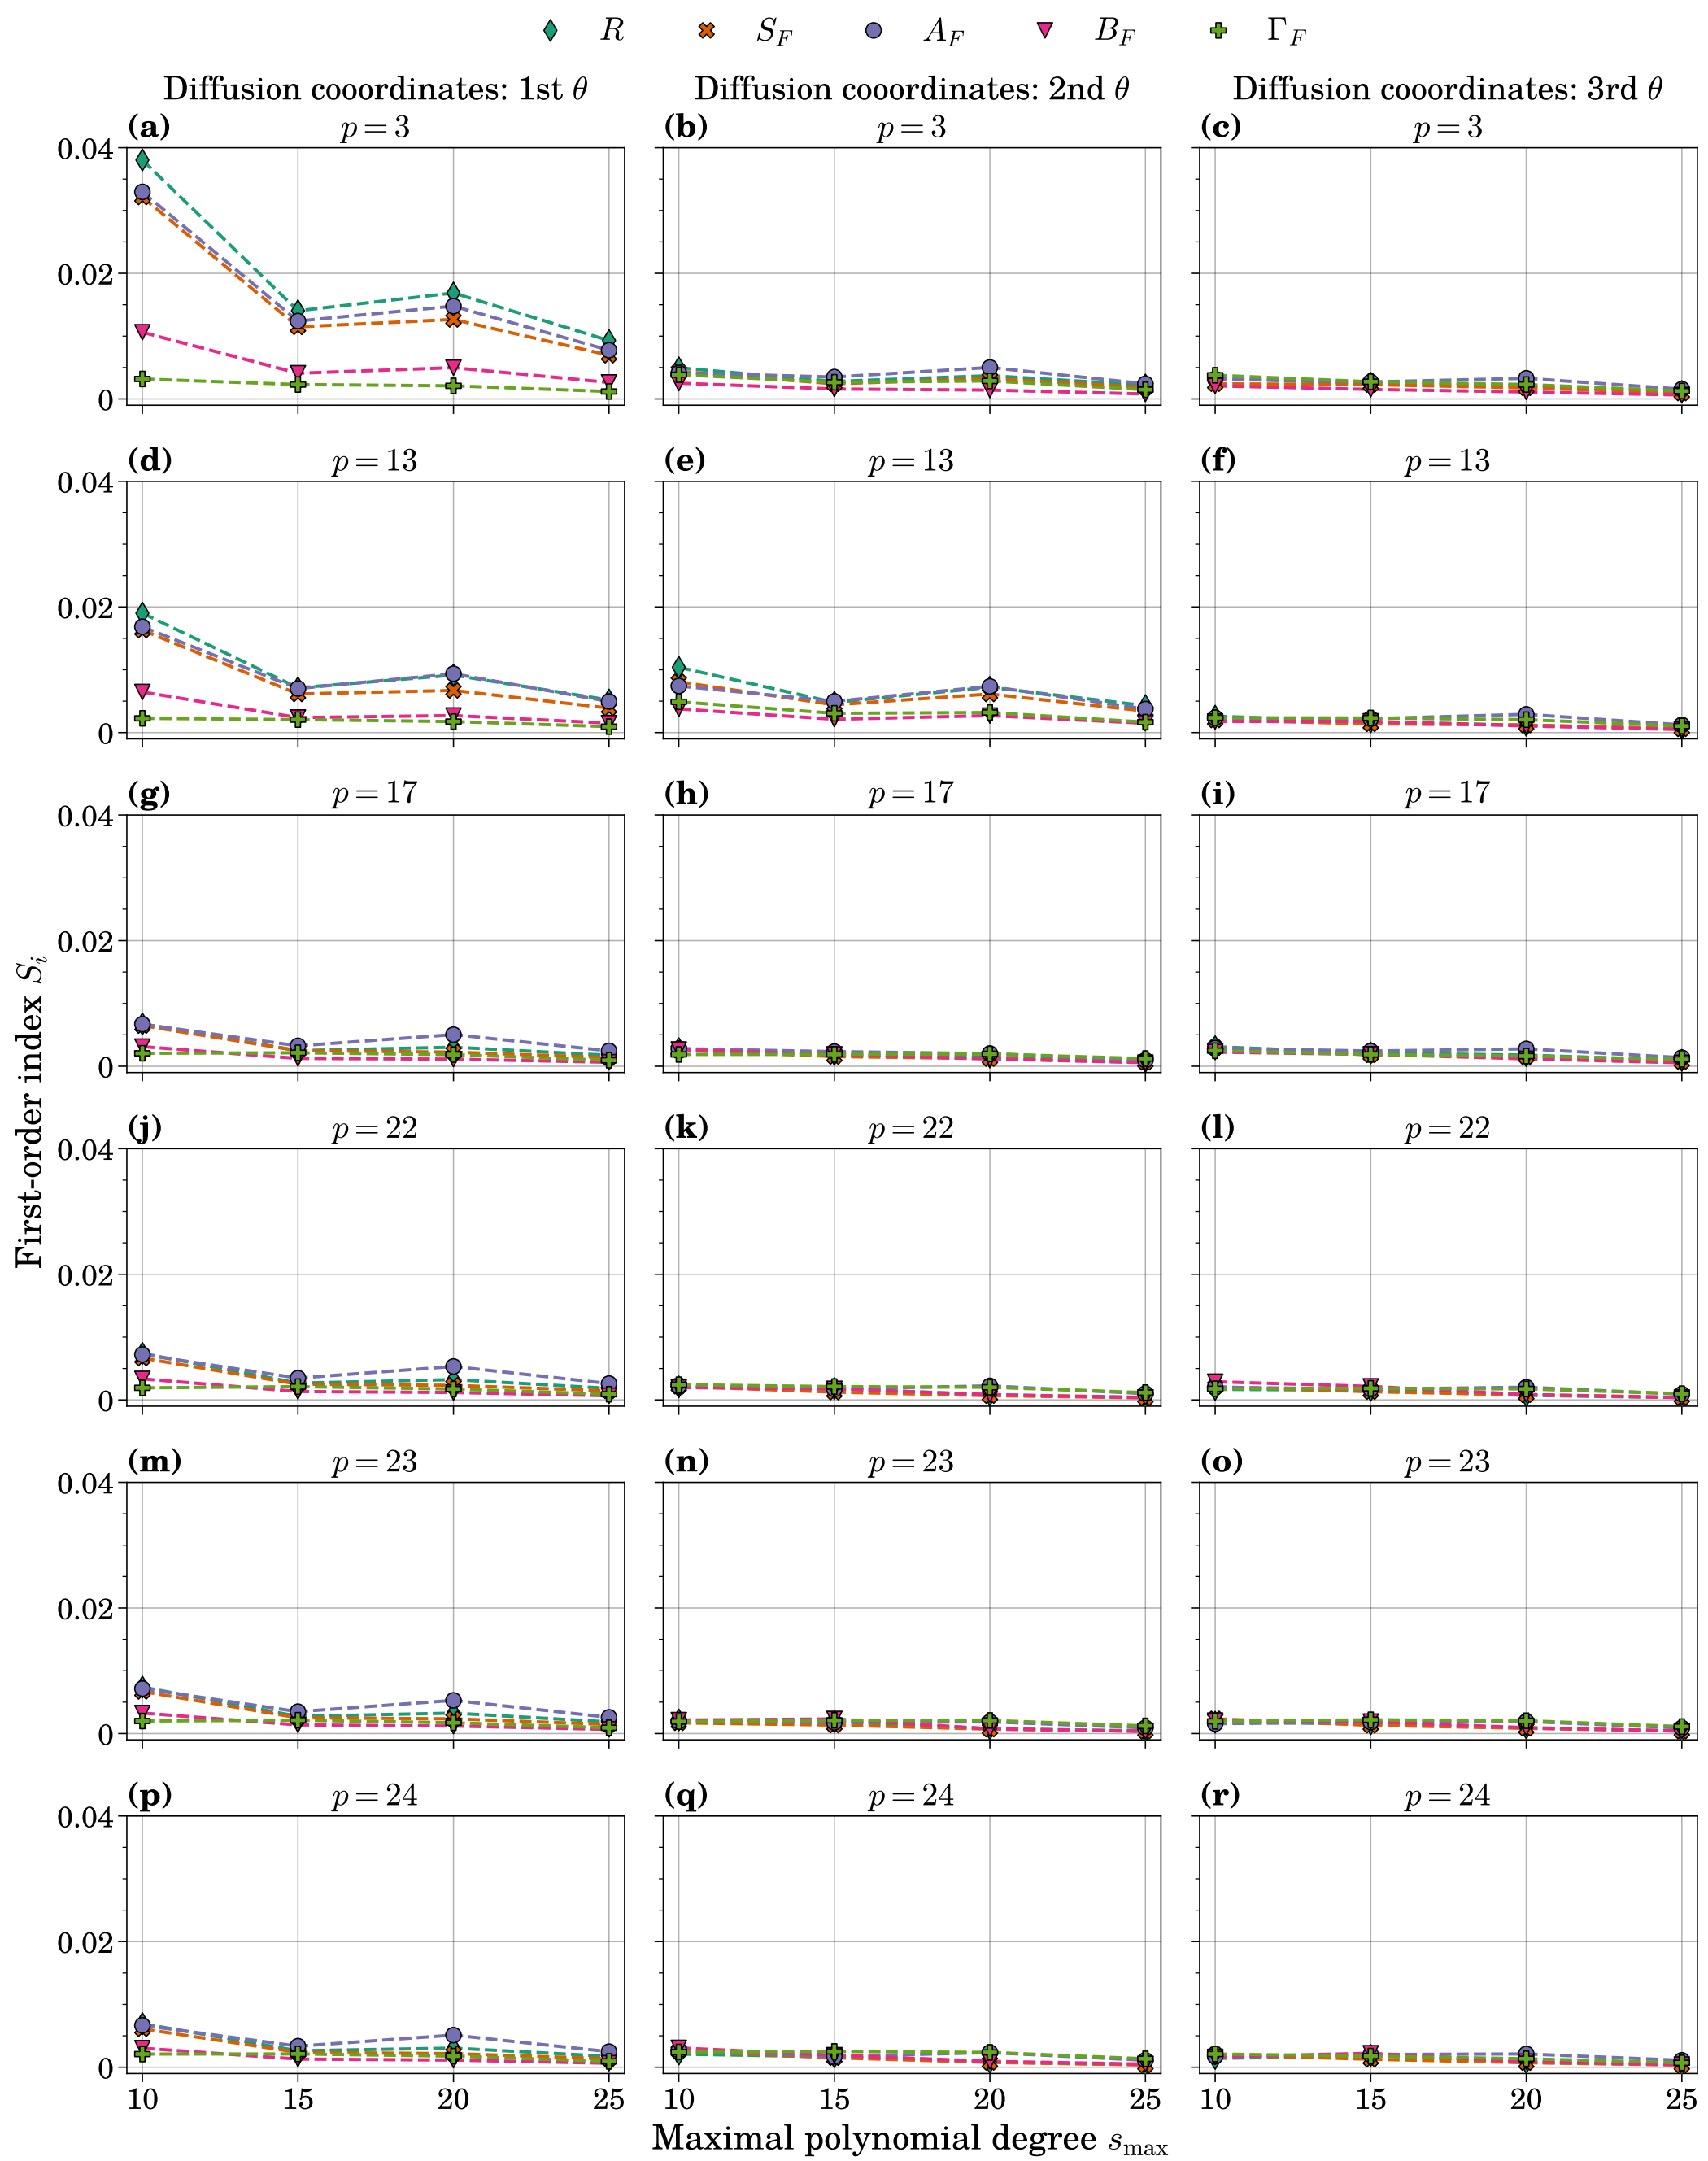 R S_F A_F B_F Γ_F
Diffusion cooordinates: 1st θ Diffusion cooordinates: 2nd θ Diffusion cooordinates: 3rd θ
(a) p = 3 (b) p = 3 (c) p = 3
0.04
0.02
0
(d) p = 13 (e) p = 13 (f) p = 13
0.04
0.02
0
(g) p = 17 (h) p = 17 (i) p = 17
0.04
0.02
0
First-order index S_i
(j) p = 22 (k) p = 22 (l) p = 22
0.04
0.02
0
(m) p = 23 (n) p = 23 (o) p = 23
0.04
0.02
0
(p) p = 24 (q) p = 24 (r) p = 24
0.04
0.02
0
10 15 20 25 10 15 20 25 10 15 20 25
Maximal polynomial degree s_max